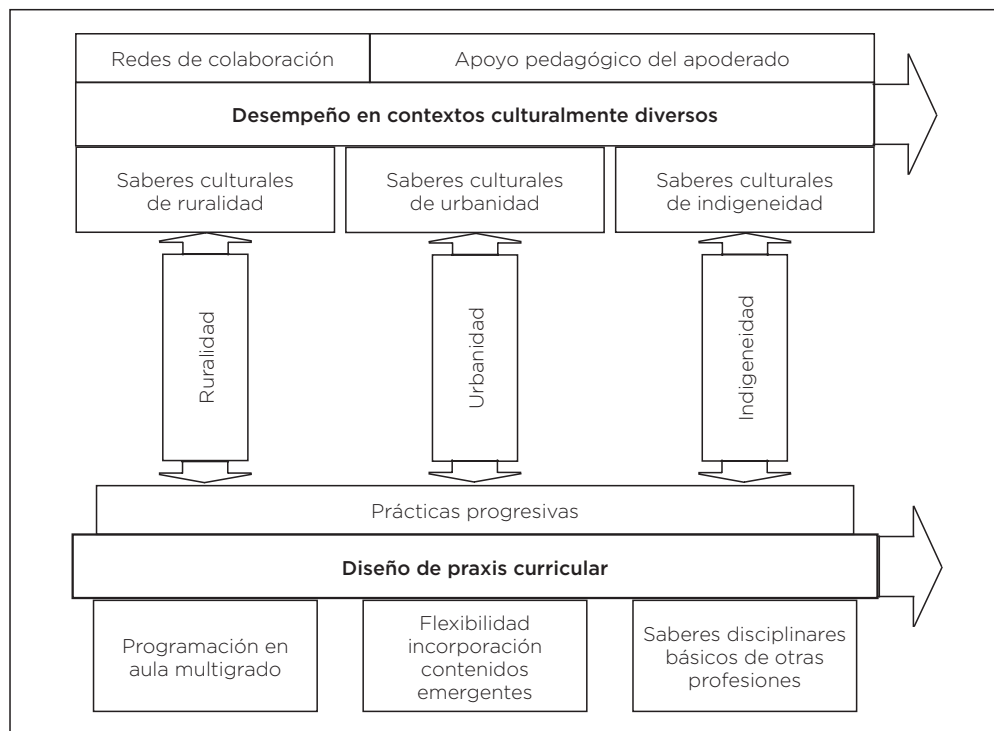 Redes de colaboración
Apoyo pedagógico del apoderado
Desempeño en contextos culturalmente diversos
Saberes culturales
de ruralidad
Saberes culturales
de urbanidad
Saberes culturales
de indigeneidad
Ruralidad
Urbanidad
Indigeneidad
Prácticas progresivas
Diseño de praxis curricular
Programación en
aula multigrado
Flexibilidad
incorporación
contenidos
emergentes
Saberes disciplinares
básicos de otras
profesiones